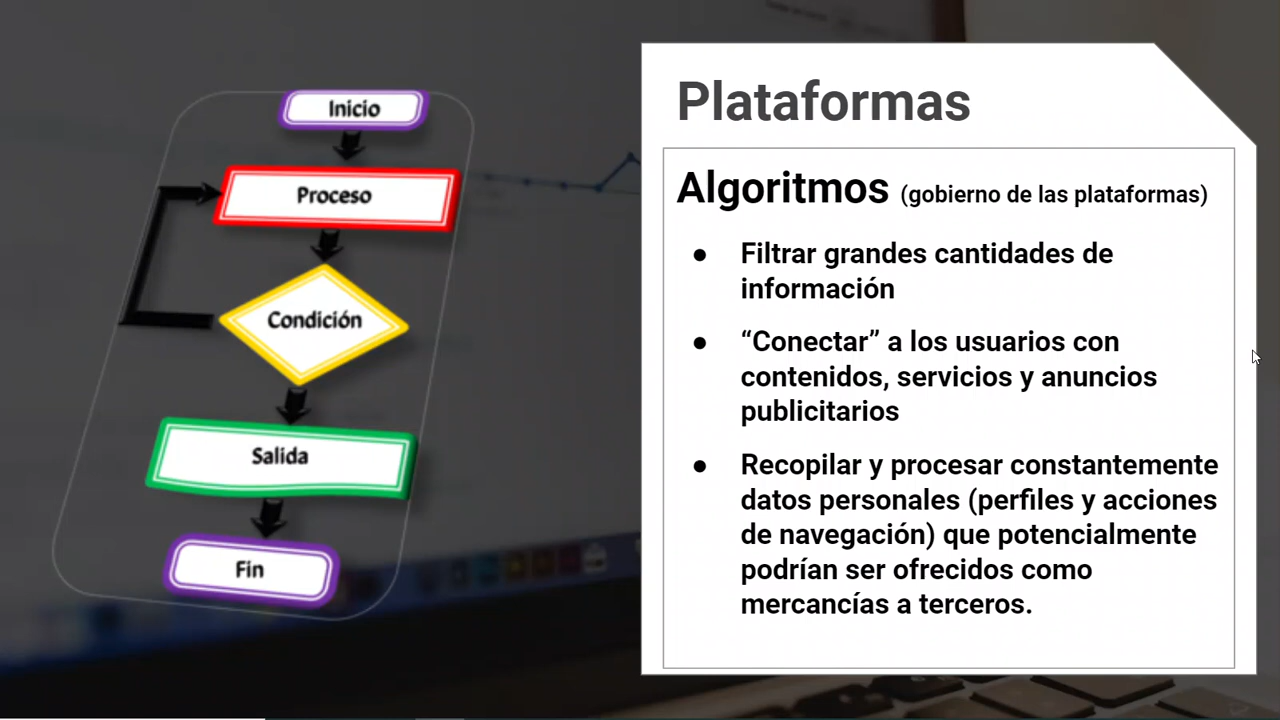 Inicio
Proceso
Condición
Salida
Fin
Plataformas
Algoritmos (gobierno de las plataformas)
● Filtrar grandes cantidades de
información
● “Conectar” a los usuarios con
contenidos, servicios y anuncios
publicitarios
● Recopilar y procesar constantemente
datos personales (perfiles y acciones
de navegación) que potencialmente
podrían ser ofrecidos como
mercancías a terceros.